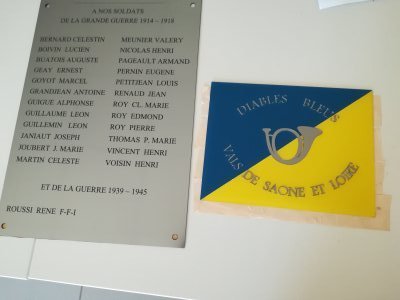 A NOS SOLDATS
DE LA GRANDE GUERRE 1914 – 1918
BERNARD CELESTIN MEUNIER VALERY
BOIVIN LUCIEN NICOLAS HENRI
BUATOIS AUGUSTE PAGEAULT ARMAND
GEAY ERNEST PERNIN EUGENE
GOYOT MARCEL PETITJEAN LOUIS
GRANDJEAN ANTOINE RENAUD JEAN
GUIGUE ALPHONSE ROY CL. MARIE
GUILLAUME LEON ROY EDMOND
GUILLEMIN LEON ROY PIERRE
JANIAUT JOSEPH THOMAS P. MARIE
JOUBERT J. MARIE VINCENT HENRI
MARTIN CELESTE VOISIN HENRI
ET DE LA GUERRE 1939 – 1945
ROUSSI RENE F-F-I
DIABLES BLEUS
VALS DE SAONE ET LOIRE